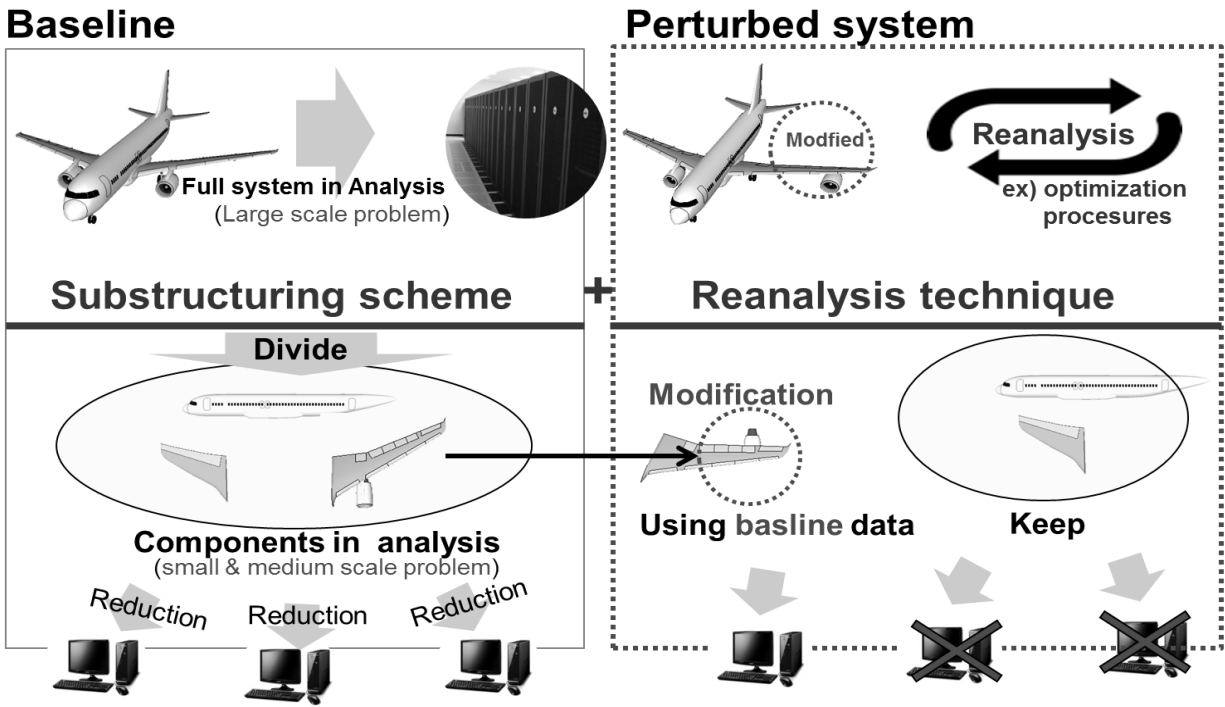 Baseline
Full system in Analysis
(Large scale problem)
Substructuring scheme
Divide
Components in analysis
(small & medium scale problem)
Reduction
Reduction
Reduction
+
Perturbed system
Modfied
Reanalysis
ex) optimization
procesures
Reanalysis technique
Modification
Using basline data
Keep